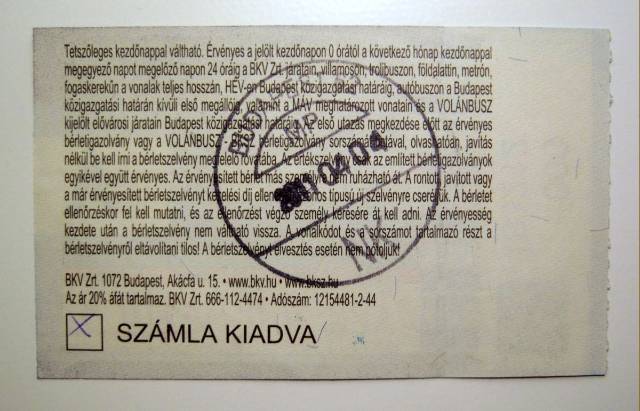 Tetszőleges kezdőnappal váltható. Érvényes a jelölt kezdőnapon 0 órától a következő hónap kezdőnappal
megegyező napot megelőző napon 24 óráig a BKV Zrt. járatain, villamoson, trolibuszon, földalattin, metrón,
fogaskerekűn a vonalak teljes hosszán, HÉV-en Budapest közigazgatási határáig, autóbuszon a Budapest
közigazgatási határán kívüli első megállóig, valamint a MÁV meghatározott vonatain és a VOLÁNBUSZ
kijelölt elővárosi járatain Budapest közigazgatási határáig. Az első utazás megkezdése előtt az érvényes
bérletigazolvány vagy a VOLÁNBUSZ bérletigazolvány sorszámát tintával, olvashatóan, javítás
nélkül be kell írni a bérletszelvény megfelelő rovatába. Az értékszelvény csak az említett bérletigazolványok
egyikével együtt érvényes. Az érvényesített bérlet más személyre nem ruházható át. A rontott, javított vagy
a már érvényesített bérletszelvényt kezelési díj ellenében azonos típusú új szelvényre cseréljük. A bérletet
ellenőrzéskor fel kell mutatni, és az ellenőrzést végző személy kérésére át kell adni. Az érvényesség
kezdete után a bérletszelvény nem váltható vissza. A vonalkódot és a sorszámot tartalmazó részt a
bérletszelvényről eltávolítani tilos! A bérletszelvényt elvesztés esetén nem pótoljuk!
BKV Zrt. 1072 Budapest, Akácfa u. 15. • www.bkv.hu • www.bksz.hu
Az ár 20% áfát tartalmaz. BKV Zrt. 666-112-4474 • Adószám: 12154481-2-44
X SZÁMLA KIADVA